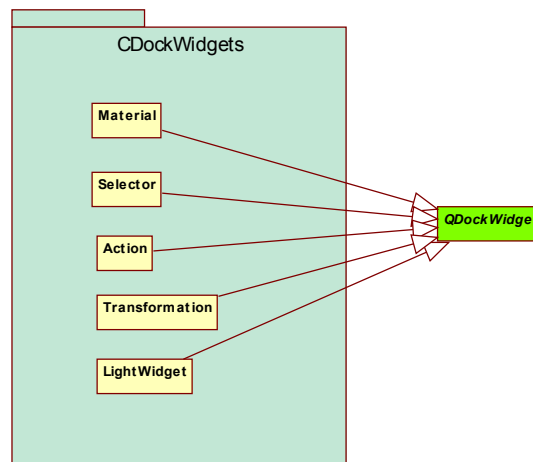 CDockWidgets
Material
Selector
QDockWidge
Action
Transformation
LightWidget